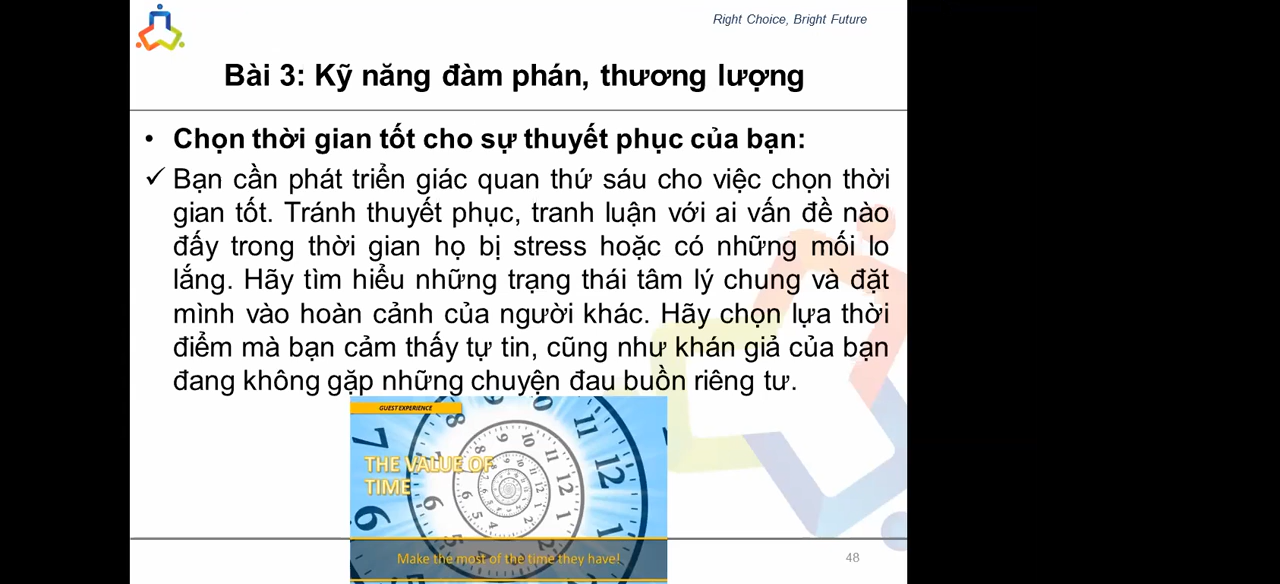 Right Choice, Bright Future
Bài 3: Kỹ năng đàm phán, thương lượng
• Chọn thời gian tốt cho sự thuyết phục của bạn:
✓ Bạn cần phát triển giác quan thứ sáu cho việc chọn thời
gian tốt. Tránh thuyết phục, tranh luận với ai vấn đề nào
đấy trong thời gian họ bị stress hoặc có những mối lo
lắng. Hãy tìm hiểu những trạng thái tâm lý chung và đặt
mình vào hoàn cảnh của người khác. Hãy chọn lựa thời
điểm mà bạn cảm thấy tự tin, cũng như khán giả của bạn
đang không gặp những chuyện đau buồn riêng tư.
GUEST EXPERIENCE
THE VALUE OF
TIME
Make the most of the time they have!
48